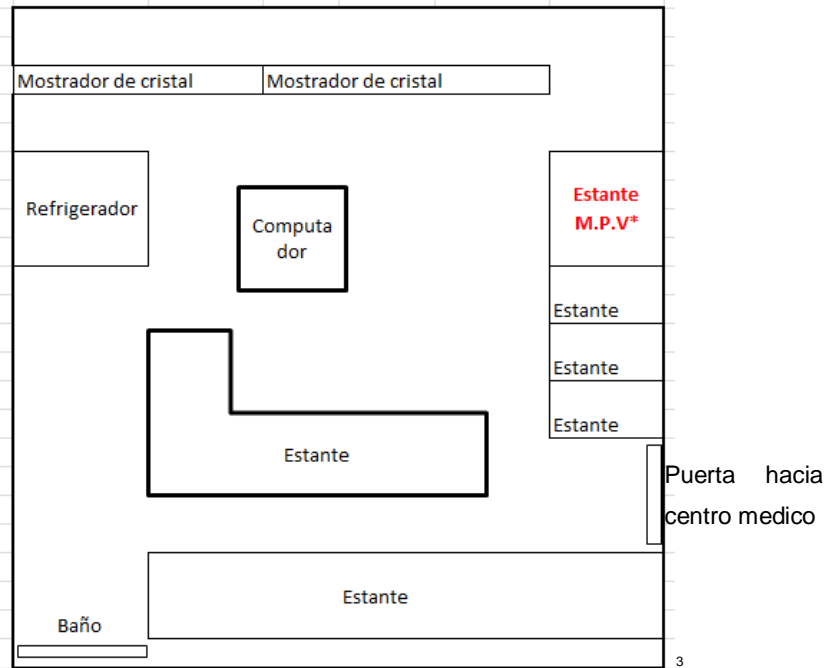 Mostrador de cristal
Mostrador de cristal
Refrigerador
Computa
dor
Estante
M.P.V*
Estante
Estante
Estante
Estante
Puerta hacia
centro medico
Estante
Baño
3